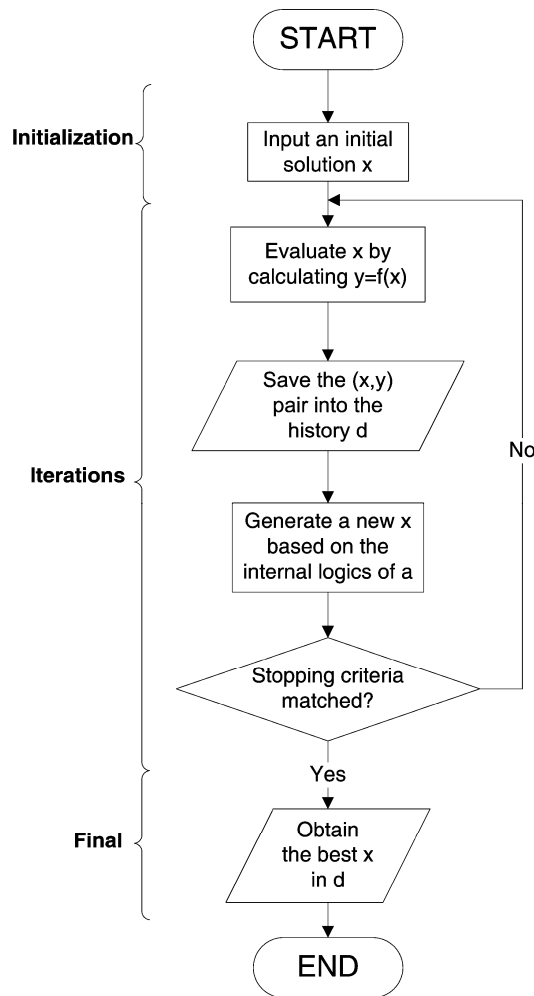 START
Initialization
Input an initial
solution x
Evaluate x by
calculating y=f(x)
Save the (x,y)
pair into the
history d
No
Iterations
Generate a new x
based on the
internal logics of a
Stopping criteria
matched?
Yes
Final
Obtain
the best x
in d
END